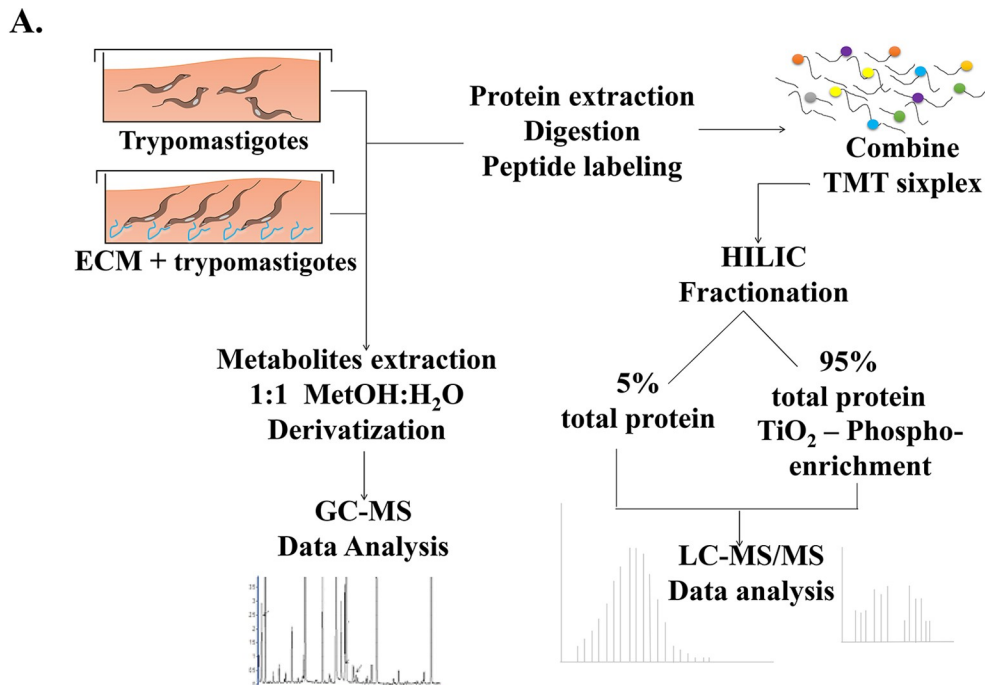 A.
Trypomastigotes
ECM + trypomastigotes
Protein extraction
Digestion
Peptide labeling
Combine
TMT sixplex
HILIC
Fractionation
5%
total protein
95%
total protein
TiO₂ – Phospho-
enrichment
LC-MS/MS
Data analysis
Metabolites extraction
1:1 MetOH:H₂O
Derivatization
GC-MS
Data Analysis